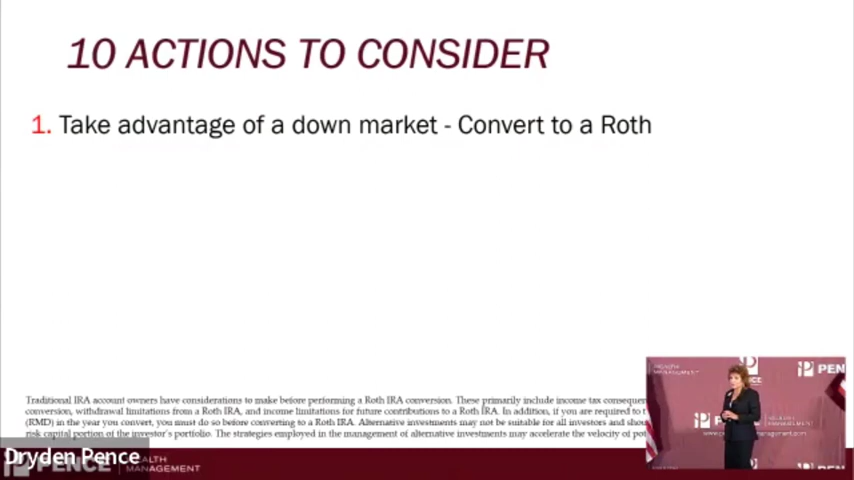 10 ACTIONS TO CONSIDER
1. Take advantage of a down market - Convert to a Roth
Traditional IRA account owners have considerations to make before performing a Roth IRA conversion. These primarily include income tax consequen
conversion, withdrawal limitations from a Roth IRA, and income limitations for future contributions to a Roth IRA. In addition, if you are required to t
(RMD) in the year you convert, you must do so before converting to a Roth IRA. Alternative investments may not be suitable for all investors and shou
risk capital portion of the investor's portfolio. The strategies employed in the management of alternative investments may accelerate the velocity of pot
PEN
PENCE
Dryden Pence
PENCE WEALTH
MANAGEMENT